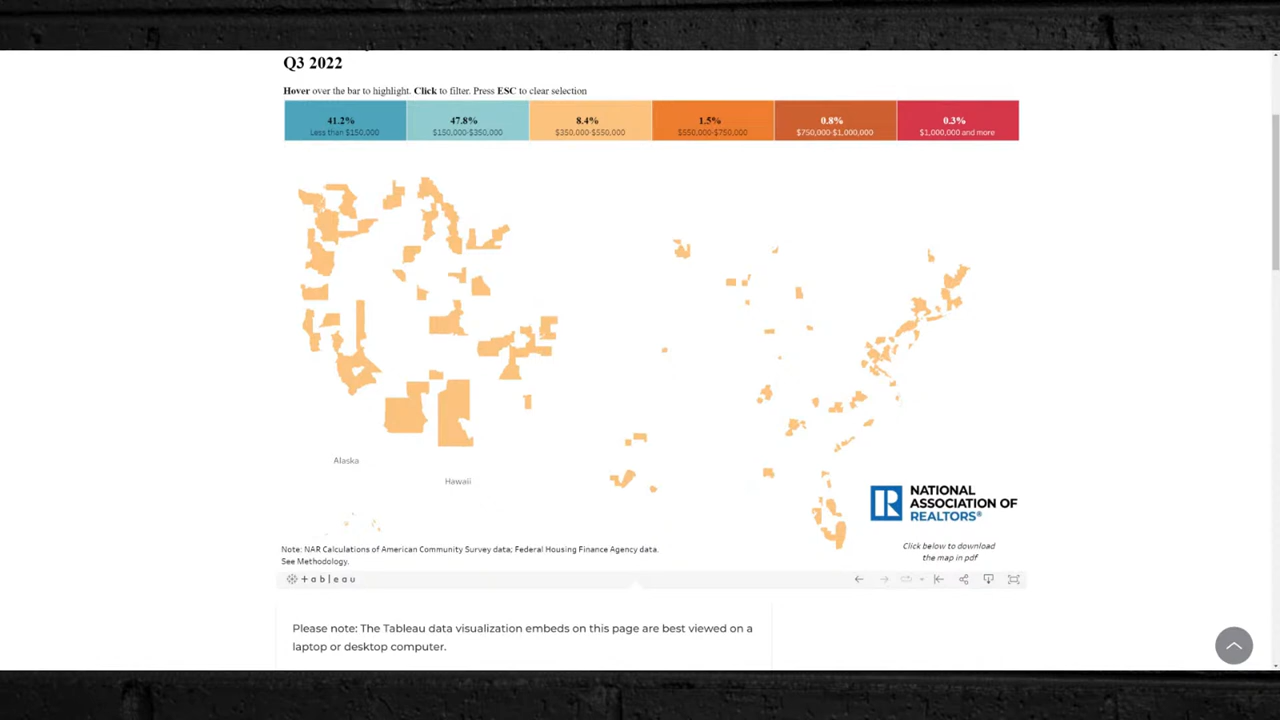 Q3 2022
Hover over the bar to highlight. Click to filter. Press ESC to clear selection
41.2%
Less than $150,000
47.8%
$150,000-$350,000
8.4%
$350,000-$550,000
1.5%
$550,000-$750,000
0.8%
$750,000-$1,000,000
0.3%
$1,000,000 and more
Alaska
Hawaii
NATIONAL
ASSOCIATION OF
REALTORS®
Click below to download
the map in pdf
Note: NAR Calculations of American Community Survey data; Federal Housing Finance Agency data.
See Methodology.
+ a b l e a u
Please note: The Tableau data visualization embeds on this page are best viewed on a
laptop or desktop computer.